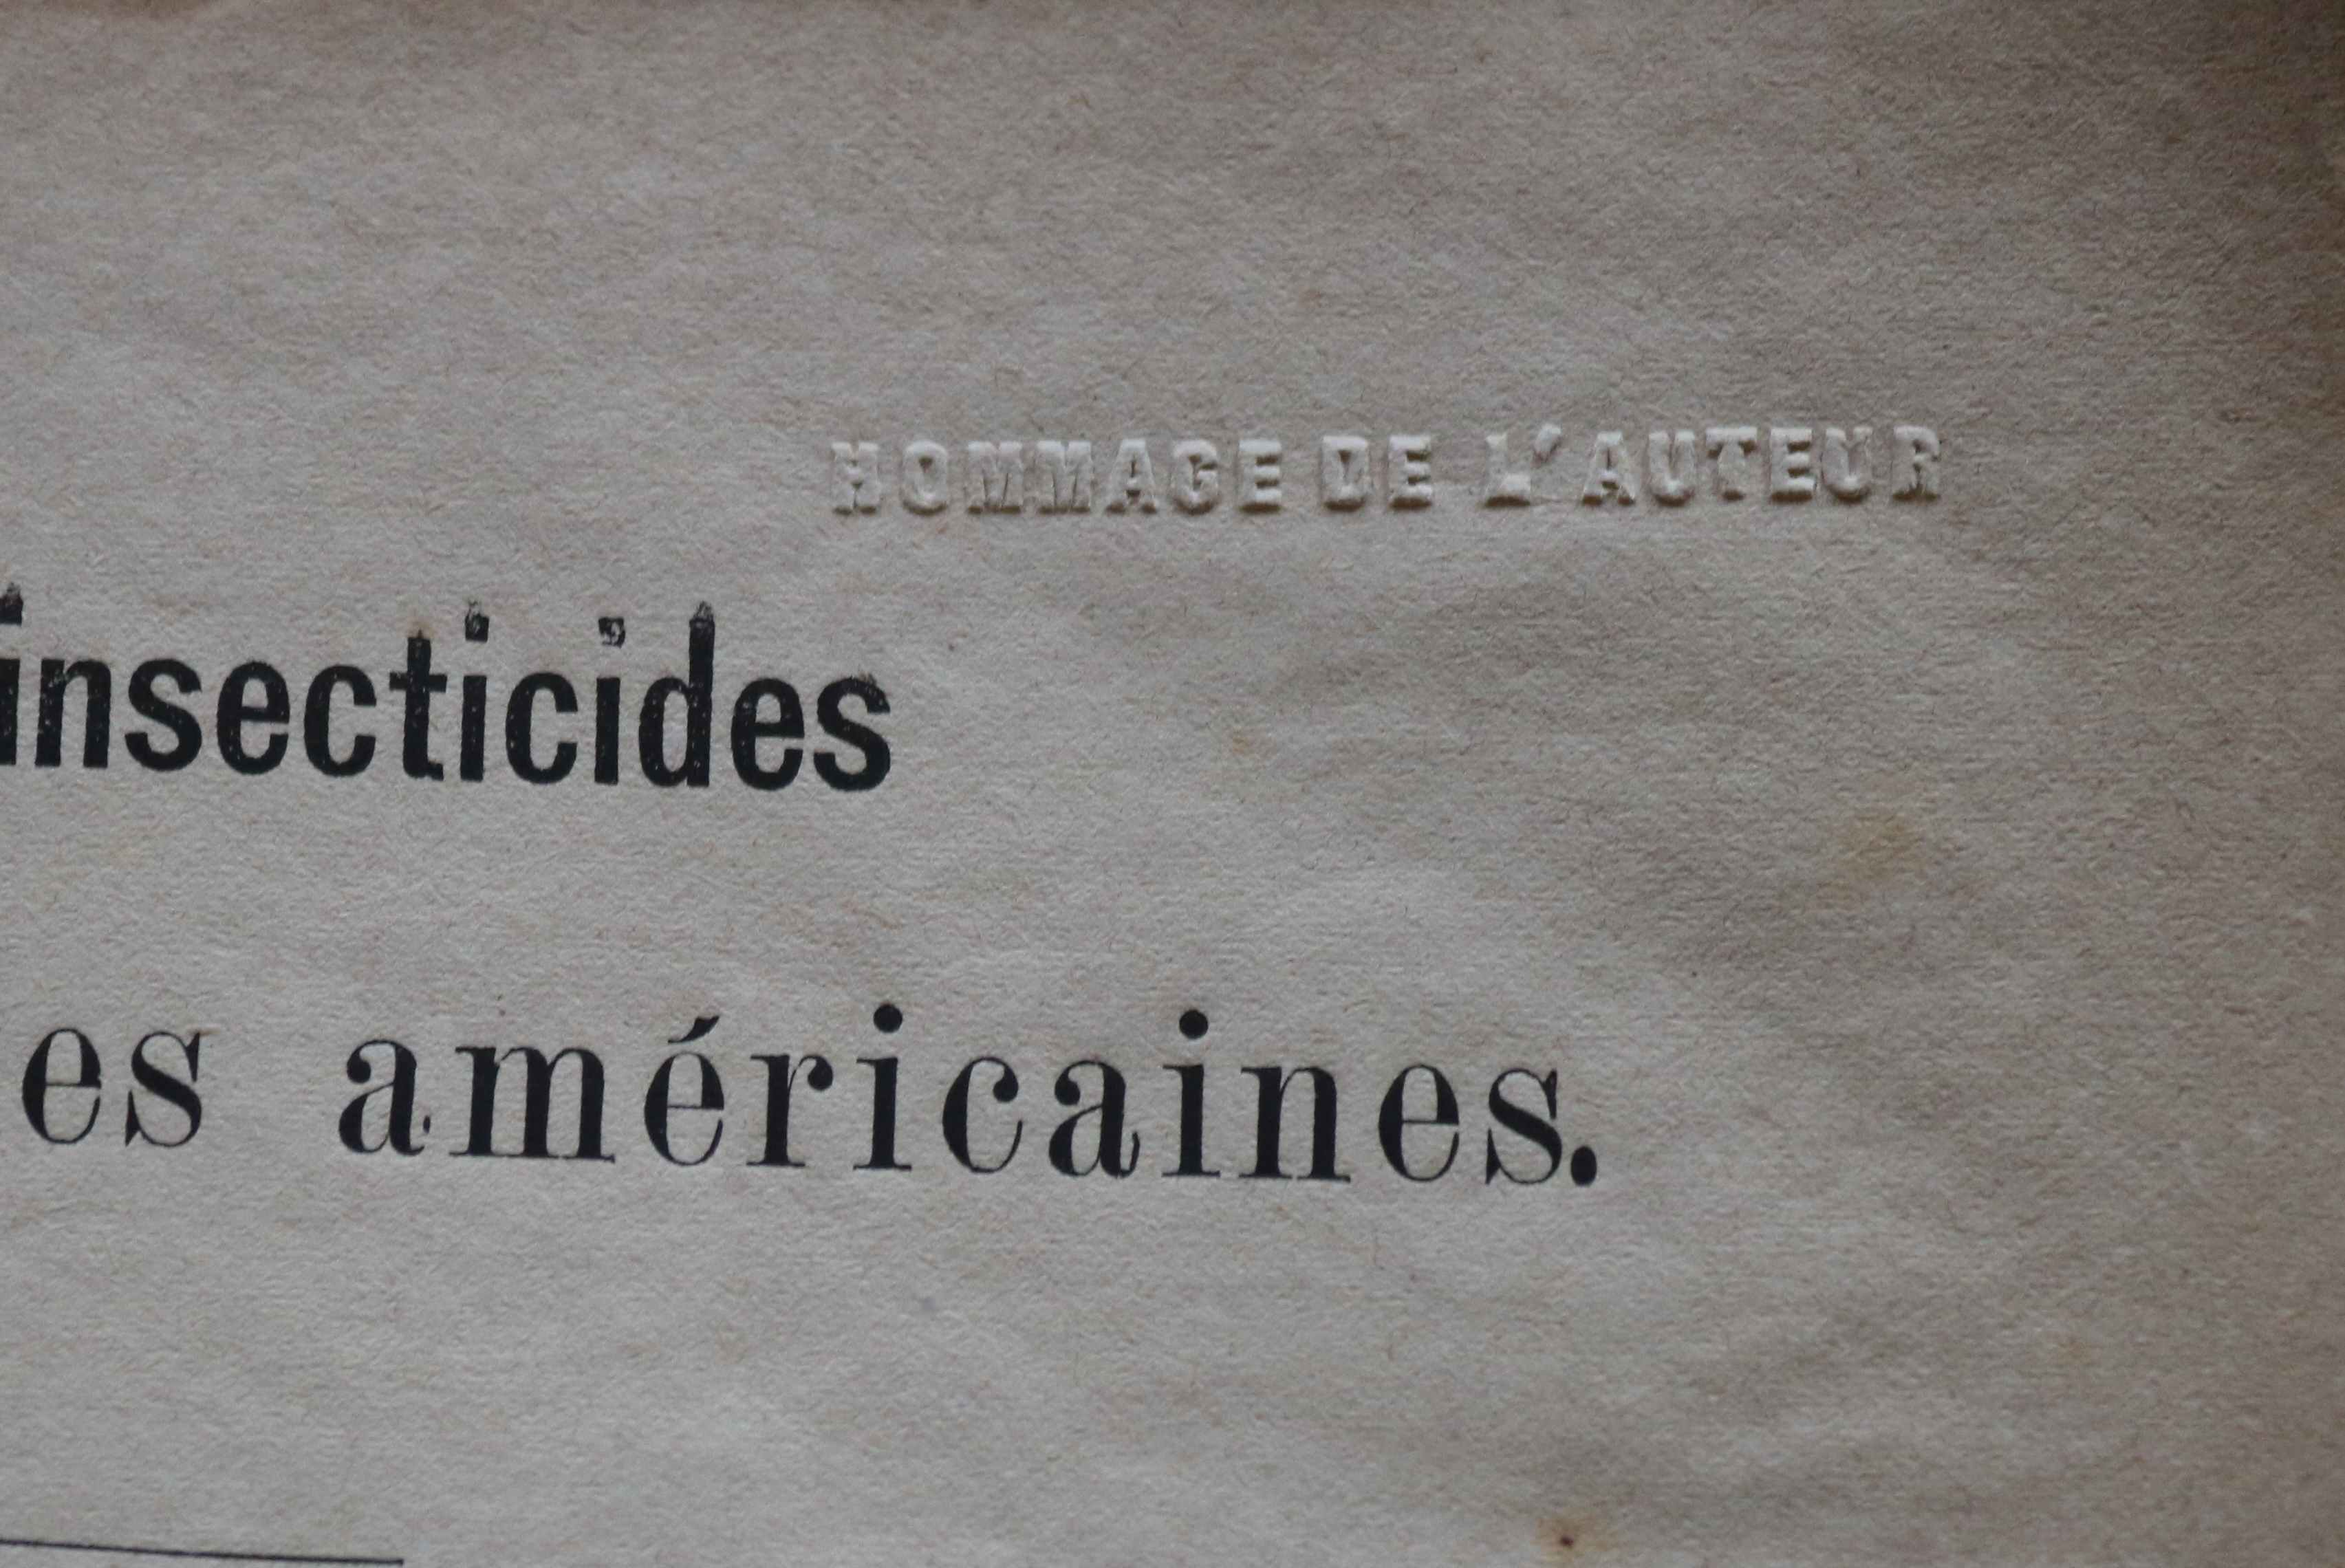 HOMMAGE DE L'AUTEUR
insecticides
es américaines.